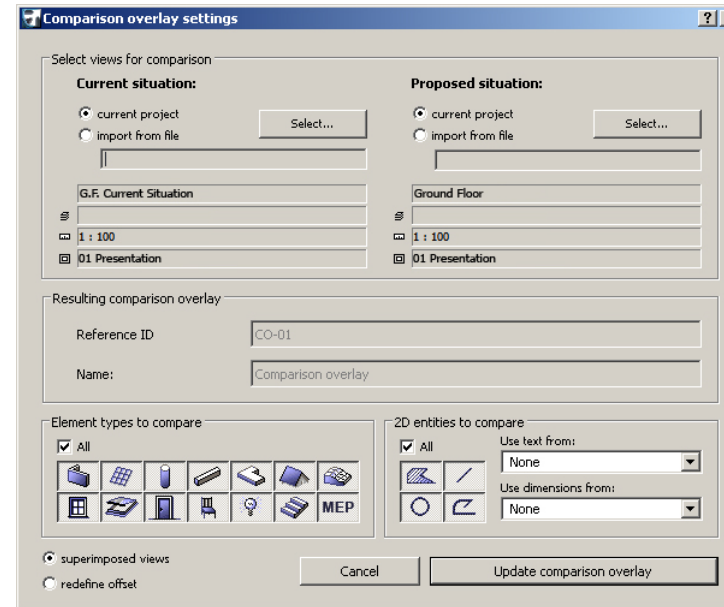 Comparison overlay settings
Select views for comparison
Current situation:
Proposed situation:
current project
import from file
Select...
current project
import from file
Select...
G.F. Current Situation
Ground Floor
1 : 100
1 : 100
01 Presentation
01 Presentation
Resulting comparison overlay
Reference ID
CO-01
Name:
Comparison overlay
Element types to compare
All
MEP
2D entities to compare
All
Use text from:
None
Use dimensions from:
None
superimposed views
redefine offset
Cancel
Update comparison overlay